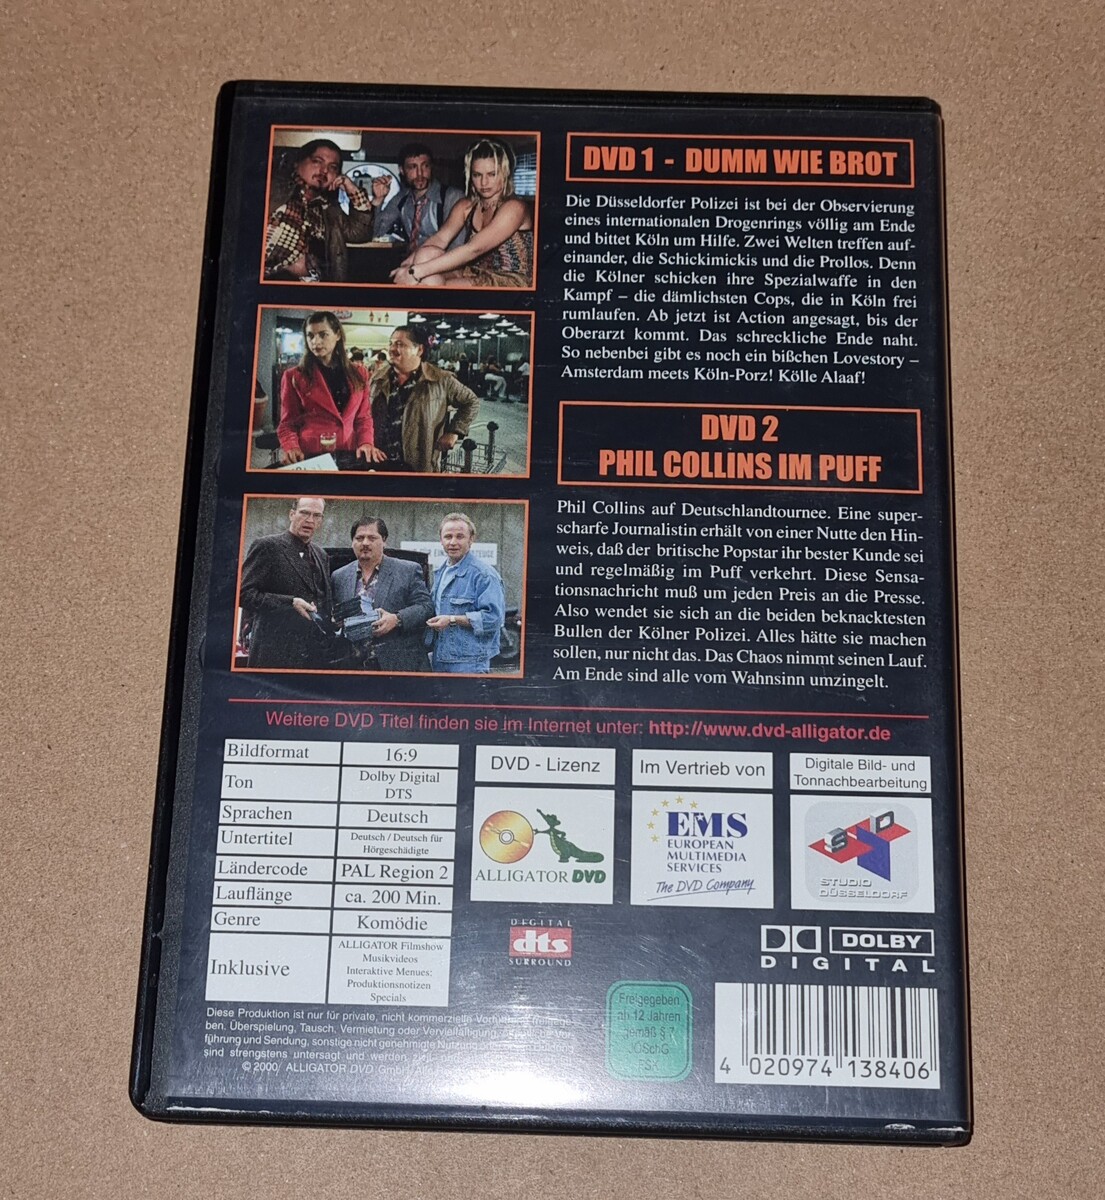 DVD 1 - DUMM WIE BROT
Die Düsseldorfer Polizei ist bei der Observierung
eines internationalen Drogenrings völlig am Ende
und bittet Köln um Hilfe. Zwei Welten treffen auf-
einander, die Schickimickis und die Prollos. Denn
die Kölner schicken ihre Spezialwaffe in den
Kampf – die dämlichsten Cops, die in Köln frei
rumlaufen. Ab jetzt ist Action angesagt, bis der
Oberarzt kommt. Das schreckliche Ende naht.
So nebenbei gibt es noch ein bißchen Lovestory –
Amsterdam meets Köln-Porz! Kölle Alaaf!
DVD 2
PHIL COLLINS IM PUFF
Phil Collins auf Deutschlandtournee. Eine super-
scharfe Journalistin erhält von einer Nutte den Hin-
weis, daß der britische Popstar ihr bester Kunde sei
und regelmäßig im Puff verkehrt. Diese Sensa-
tionsnachricht muß um jeden Preis an die Presse.
Also wendet sie sich an die beiden beknacktesten
Bullen der Kölner Polizei. Alles hätte sie machen
sollen, nur nicht das. Das Chaos nimmt seinen Lauf.
Am Ende sind alle vom Wahnsinn umzingelt.
Weitere DVD Titel finden sie im Internet unter: http://www.dvd-alligator.de
Bildformat 16:9
Ton Dolby Digital
DTS
Sprachen Deutsch
Untertitel Deutsch / Deutsch für
Hörgeschädigte
Ländercode PAL Region 2
Lauflänge ca. 200 Min.
Genre Komödie
Inklusive ALLIGATOR Filmshow
Musikvideos
Interaktive Menues:
Produktionsnotizen
Specials
DVD - Lizenz
ALLIGATOR DVD
Im Vertrieb von
EMS
EUROPEAN
MULTIMEDIA
SERVICES
The DVD Company
Digitale Bild- und
Tonnachbearbeitung
STUDIO
DÜSSELDORF
DIGITAL
dts
SURROUND
DOLBY
DIGITAL
Diese Produktion ist nur für private, nicht kommerzielle
ben. Überspielung, Tausch, Vermietung oder Vervielfältigung
führung und Sendung, sonstige nicht genehmigte Nutzung
sind strengstens untersagt und werden
© 2000 ALLIGATOR DVD
Freigegeben
ab 12 Jahren
gemäß § 7
JÖSchG
FSK
4 020974 138406